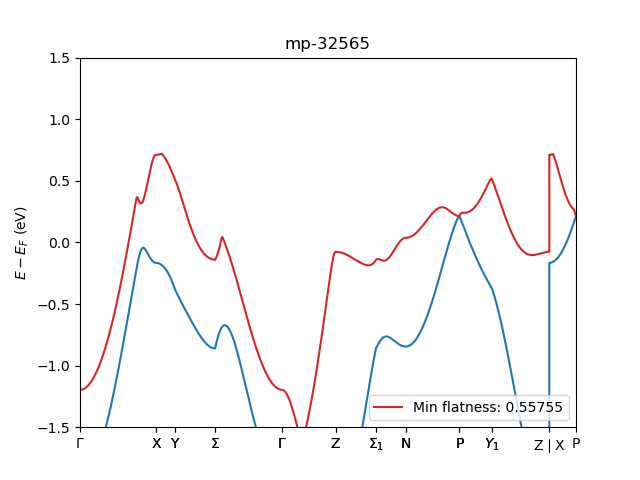 mp-32565
1.5
1.0
0.5
0.0
−0.5
−1.0
−1.5
E − E_F (eV)
Min flatness: 0.55755
Γ X Y Σ Γ Z Σ₁ N P Y₁ Z | X P